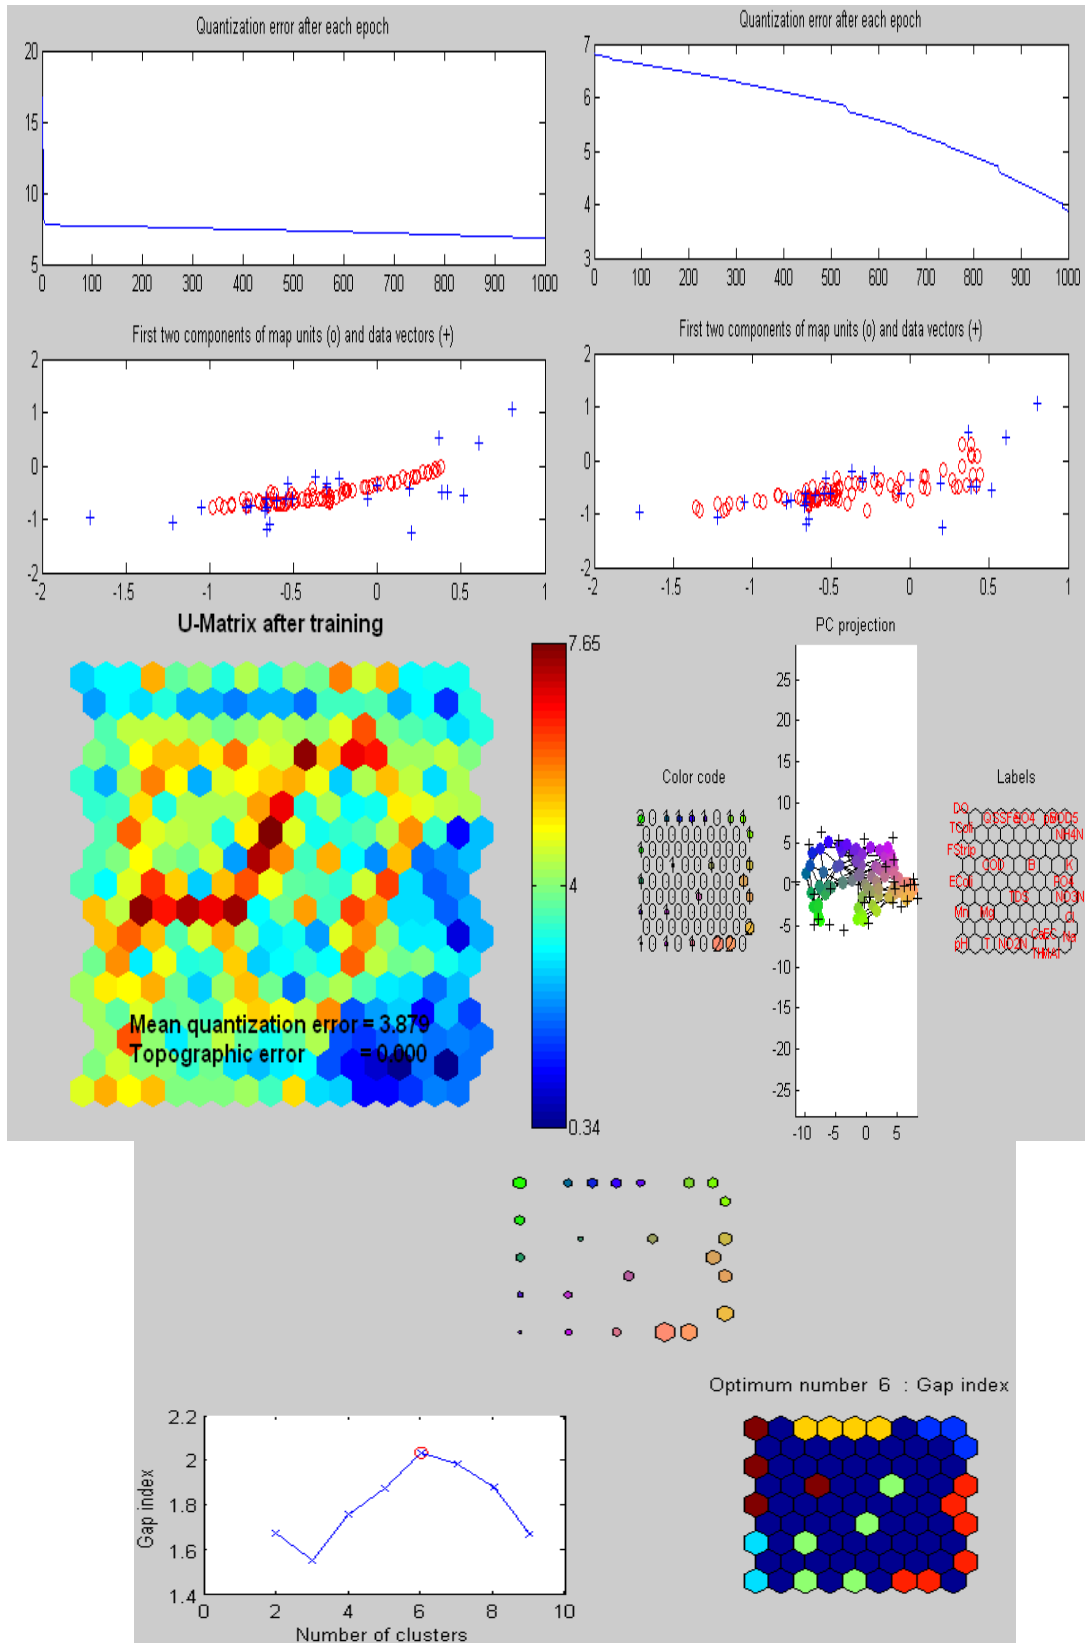 Quantization error after each epoch
20
15
10
5
0 100 200 300 400 500 600 700 800 900 1000
Quantization error after each epoch
7
6
5
4
3
0 100 200 300 400 500 600 700 800 900 1000
First two components of map units (o) and data vectors (+)
2
1
0
-1
-2
-2 -1.5 -1 -0.5 0 0.5 1
First two components of map units (o) and data vectors (+)
2
1
0
-1
-2
-2 -1.5 -1 -0.5 0 0.5 1
U-Matrix after training
7.65
4
0.34
Mean quantization error = 3.879
Topographic error = 0.000
Color code
PC projection
25
20
15
10
5
0
-5
-10
-15
-20
-25
-10 -5 0 5
Labels
DO
TColi
NH4N
FStrip
COD B K
EColi PO4
TDS NO3N
Mn Mg
Cl
Na
pH T NO2N
Optimum number 6 : Gap index
2.2
2
1.8
1.6
1.4
0 2 4 6 8 10
Gap index
Number of clusters